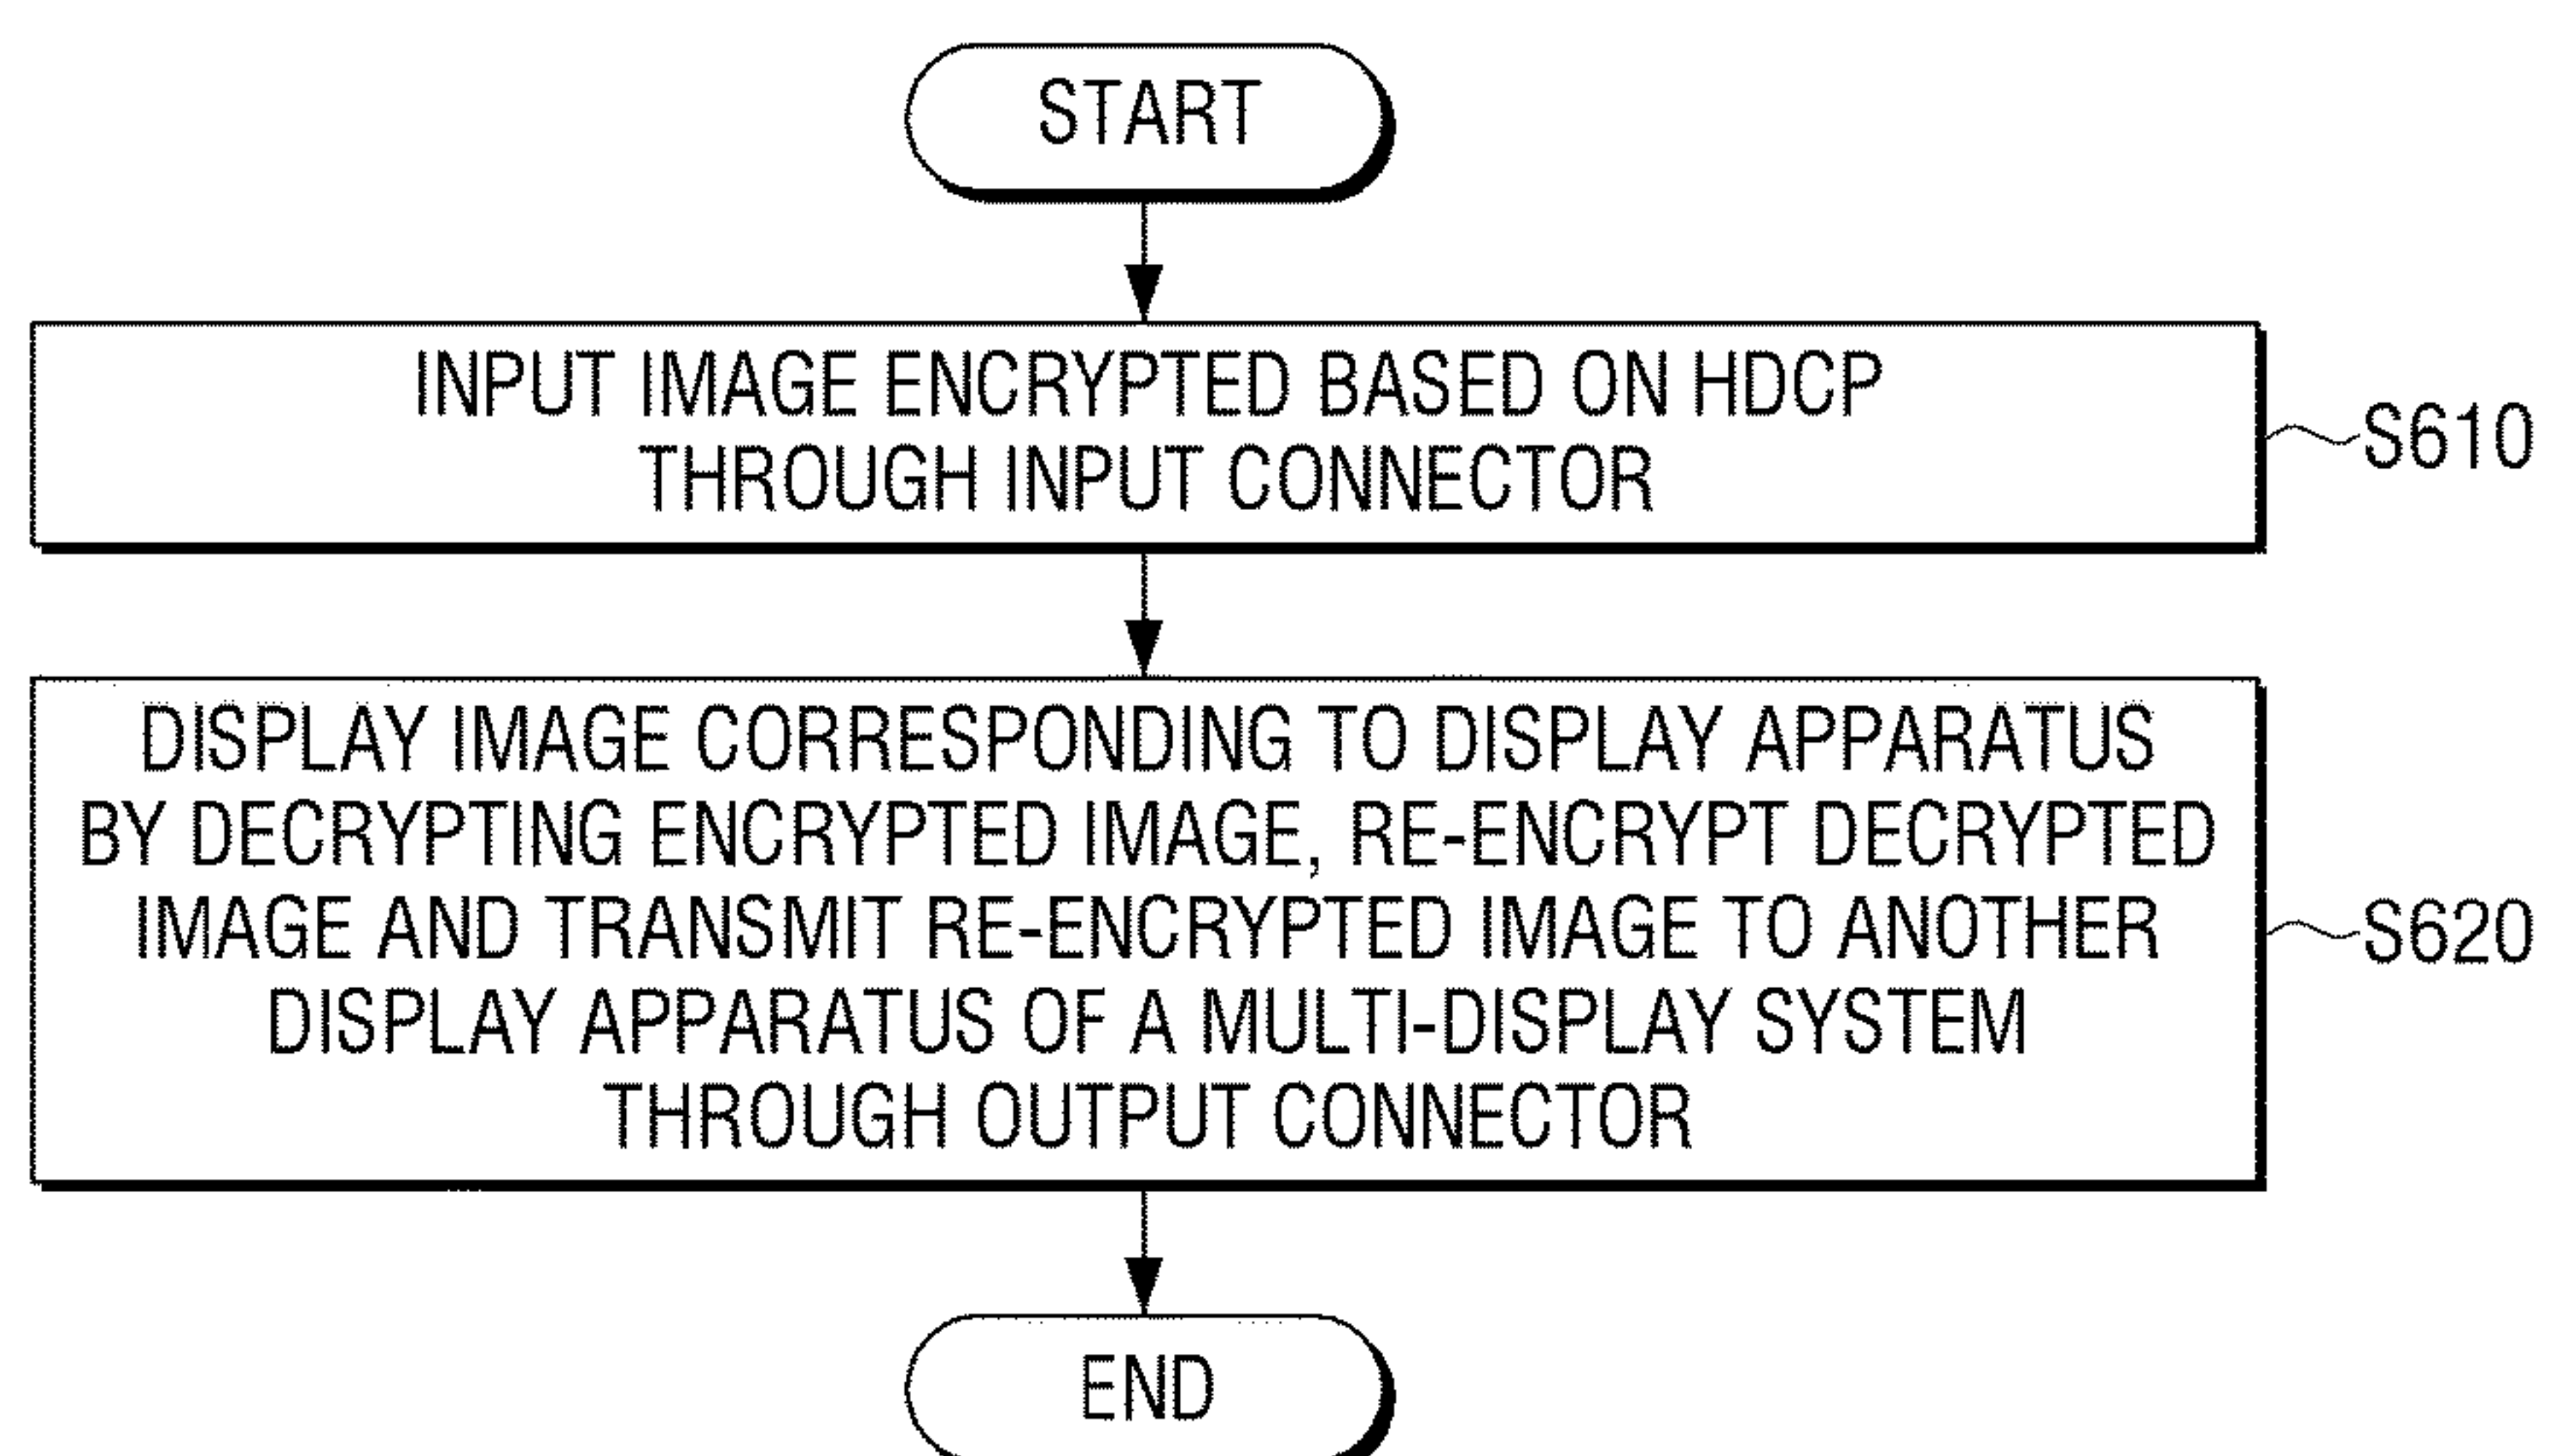 START
INPUT IMAGE ENCRYPTED BASED ON HDCP
THROUGH INPUT CONNECTOR
S610
DISPLAY IMAGE CORRESPONDING TO DISPLAY APPARATUS
BY DECRYPTING ENCRYPTED IMAGE, RE-ENCRYPT DECRYPTED
IMAGE AND TRANSMIT RE-ENCRYPTED IMAGE TO ANOTHER
DISPLAY APPARATUS OF A MULTI-DISPLAY SYSTEM
THROUGH OUTPUT CONNECTOR
S620
END